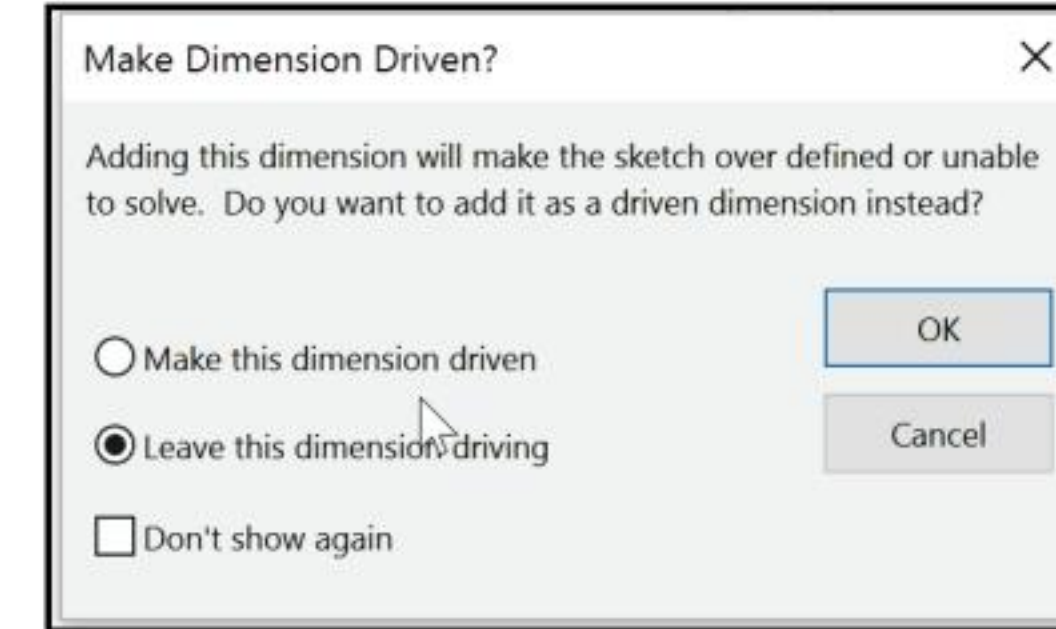 Make Dimension Driven?
Adding this dimension will make the sketch over defined or unable
to solve.  Do you want to add it as a driven dimension instead?
OK
Make this dimension driven
Cancel
Leave this dimension driving
Don't show again